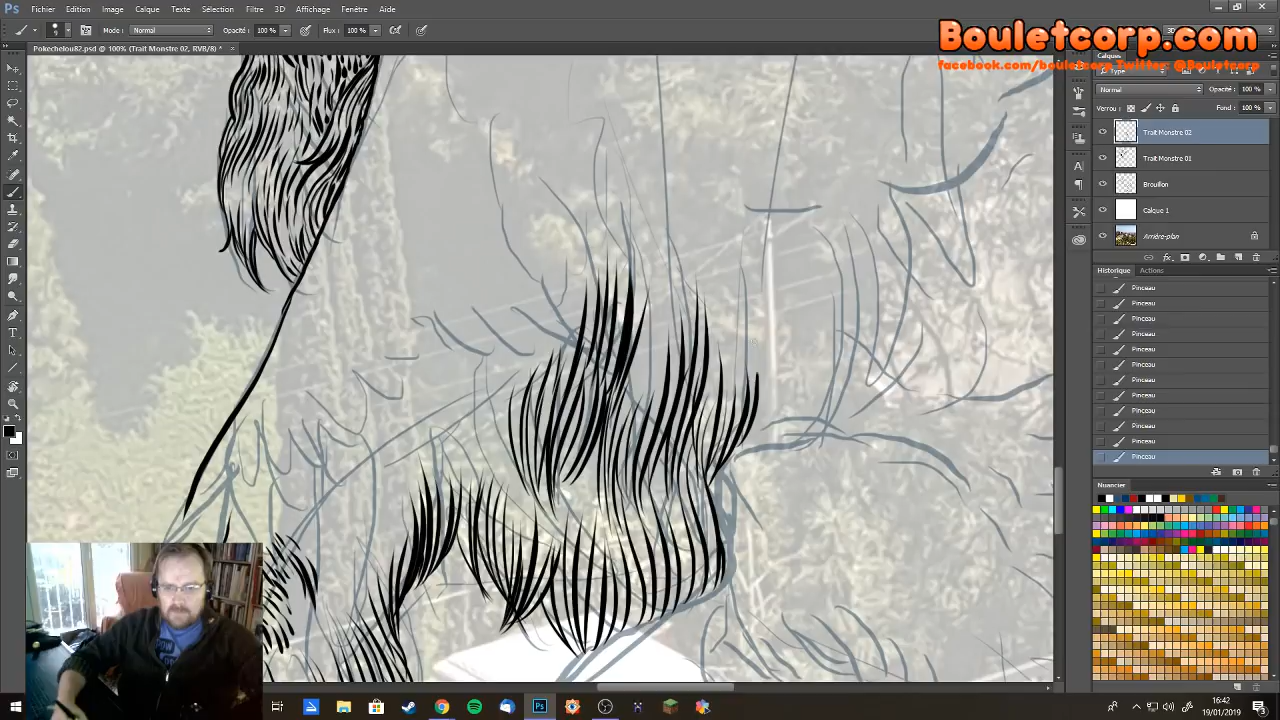 Ps Fichier Edition Image Calque Texte Sélection Filtre 3D Affichage Fenêtre Aide
Mode : Normal Opacité : 100 % Flux : 100 %
Pokechelou82.psd @ 100% (Trait Monstre 02, RVB/8) * ×
Bouletcorp.com
facebook.com/bouletcorp Twitter: @Bouletcorp
Calques
Type
Normal Opacité : 100 %
Verrou : Fond : 100 %
Trait Monstre 02
Trait Monstre 01
Brouillon
Calque 1
Arrière-plan
Historique Actions
Pinceau
Pinceau
Pinceau
Pinceau
Pinceau
Pinceau
Pinceau
Pinceau
Pinceau
Pinceau
Pinceau
Pinceau
Nuancier
16:42
19/01/2019